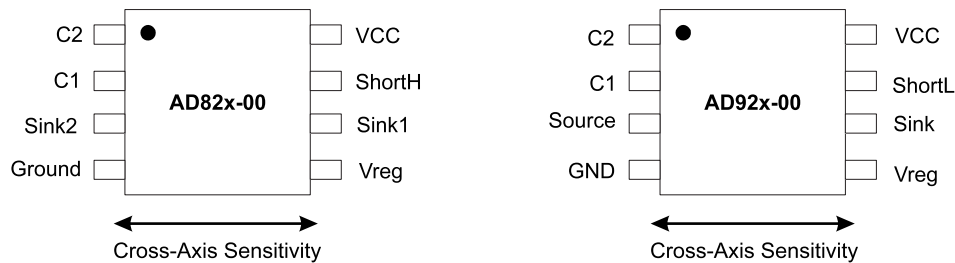 C2
VCC
C1
AD82x-00
ShortH
Sink2
Sink1
Ground
Vreg
Cross-Axis Sensitivity
C2
VCC
C1
AD92x-00
ShortL
Source
Sink
GND
Vreg
Cross-Axis Sensitivity